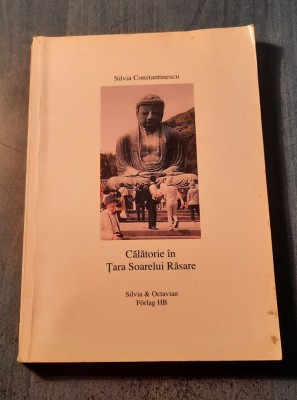 Silvia Constantinescu
Călătorie în
Țara Soarelui Răsare
Silvia & Octavian
Förlag HB